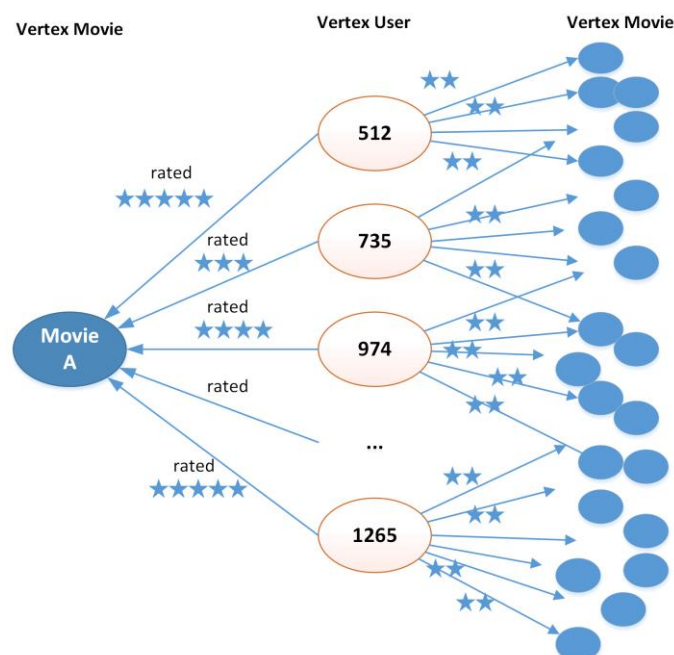 Vertex Movie
Vertex User
Vertex Movie
512
rated
735
rated
rated
974
Movie
A
rated
...
rated
1265